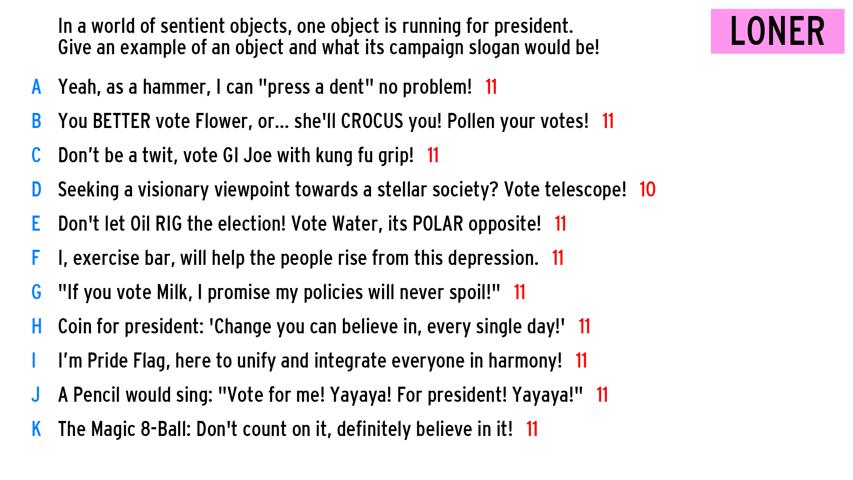 In a world of sentient objects, one object is running for president.
Give an example of an object and what its campaign slogan would be!
LONER
A Yeah, as a hammer, I can "press a dent" no problem! 11
B You BETTER vote Flower, or... she'll CROCUS you! Pollen your votes! 11
C Don't be a twit, vote GI Joe with kung fu grip! 11
D Seeking a visionary viewpoint towards a stellar society? Vote telescope! 10
E Don't let Oil RIG the election! Vote Water, its POLAR opposite! 11
F I, exercise bar, will help the people rise from this depression. 11
G "If you vote Milk, I promise my policies will never spoil!" 11
H Coin for president: 'Change you can believe in, every single day!' 11
I I'm Pride Flag, here to unify and integrate everyone in harmony! 11
J A Pencil would sing: "Vote for me! Yayaya! For president! Yayaya!" 11
K The Magic 8-Ball: Don't count on it, definitely believe in it! 11